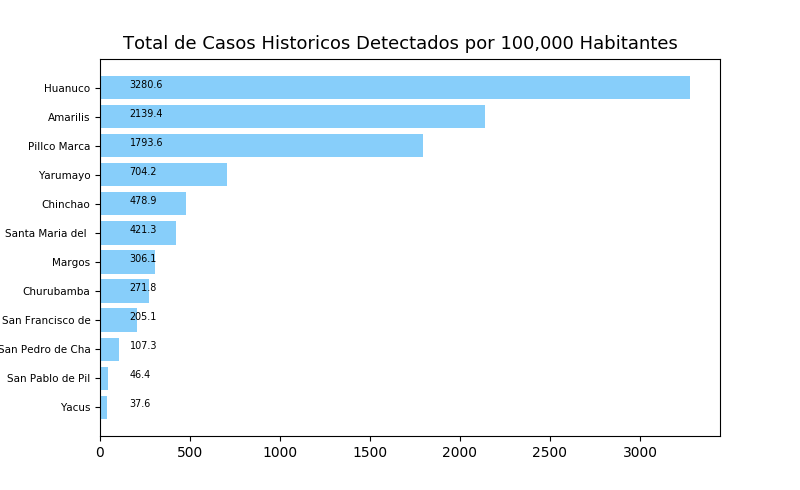 Total de Casos Historicos Detectados por 100,000 Habitantes
Huanuco 3280.6
Amarilis 2139.4
Pillco Marca 1793.6
Yarumayo 704.2
Chinchao 478.9
Santa Maria del 421.3
Margos 306.1
Churubamba 271.8
San Francisco de 205.1
San Pedro de Cha 107.3
San Pablo de Pil 46.4
Yacus 37.6
0 500 1000 1500 2000 2500 3000